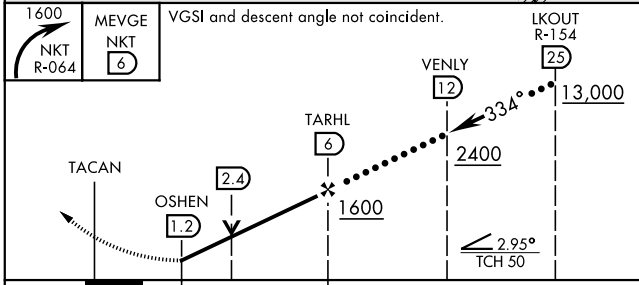 1600
NKT
R-064
MEVGE
NKT
6
VGSI and descent angle not coincident.
LKOUT
R-154
25
13,000
VENLY
12
334°
2400
TARHL
6
1600
TACAN
OSHEN
1.2
2.4
2.95°
TCH 50